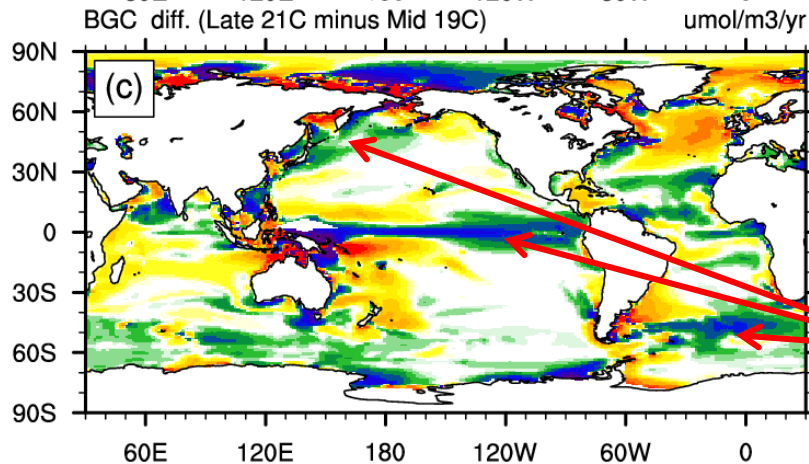 BGC diff. (Late 21C minus Mid 19C) umol/m3/yr
90N
(c)
60N
30N
0
30S
60S
90S
60E 120E 180 120W 60W 0